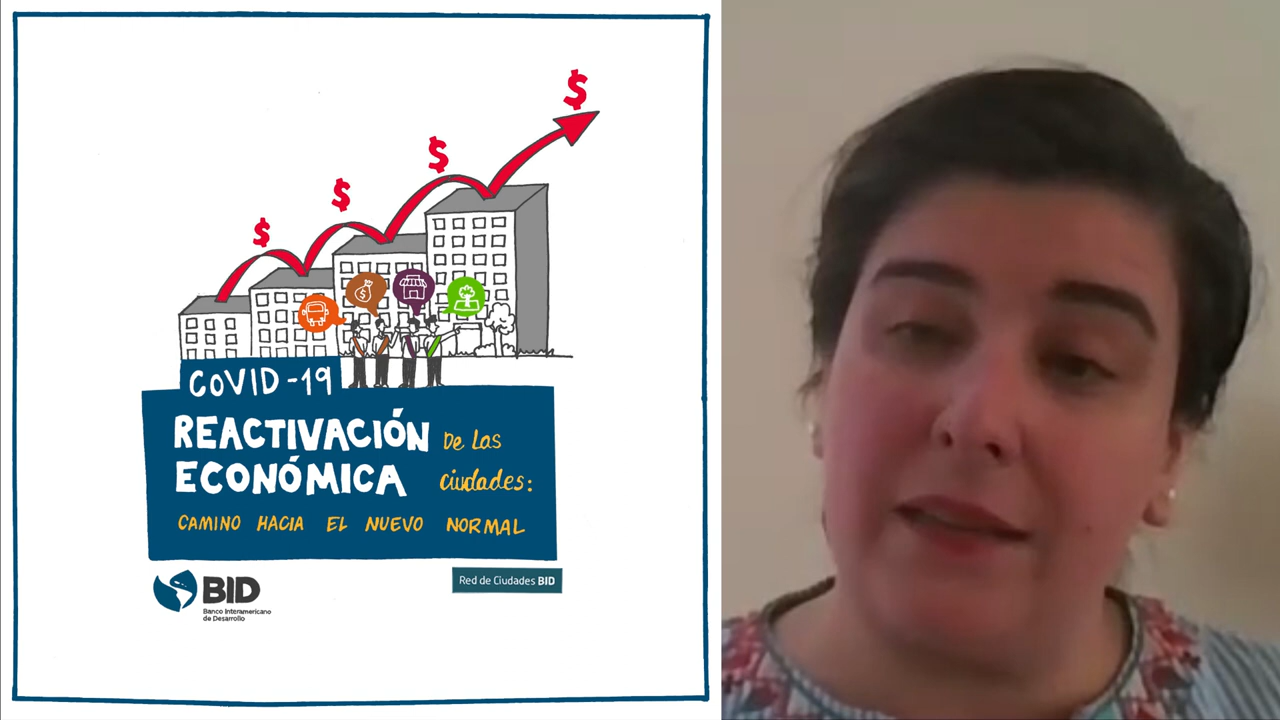 $
$
$
$
COVID-19
REACTIVACIÓN de las
ECONÓMICA ciudades:
CAMINO HACIA EL NUEVO NORMAL
BID
Banco Interamericano
de Desarrollo
Red de Ciudades BID